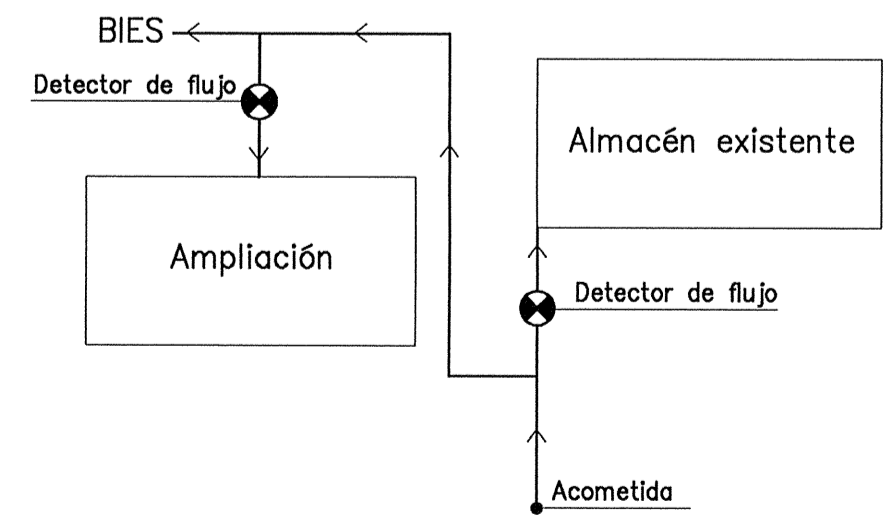 BIES
Detector de flujo
Almacén existente
Ampliación
Detector de flujo
Acometida